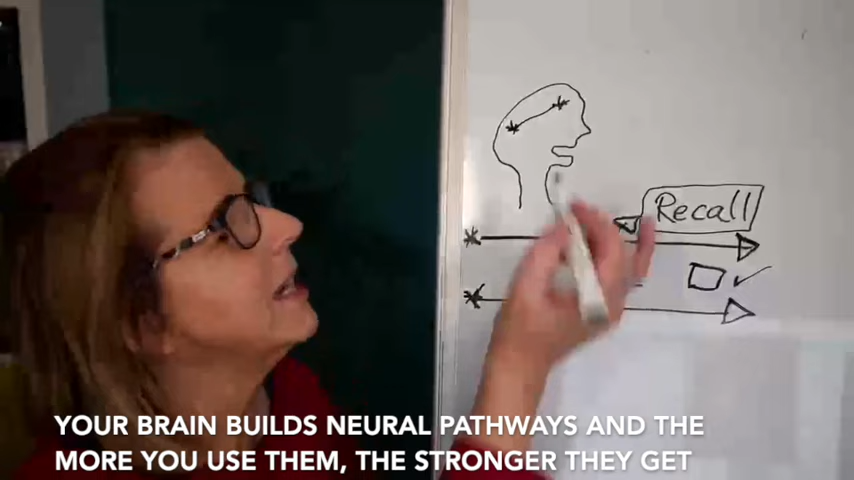 Recall
YOUR BRAIN BUILDS NEURAL PATHWAYS AND THE
MORE YOU USE THEM, THE STRONGER THEY GET